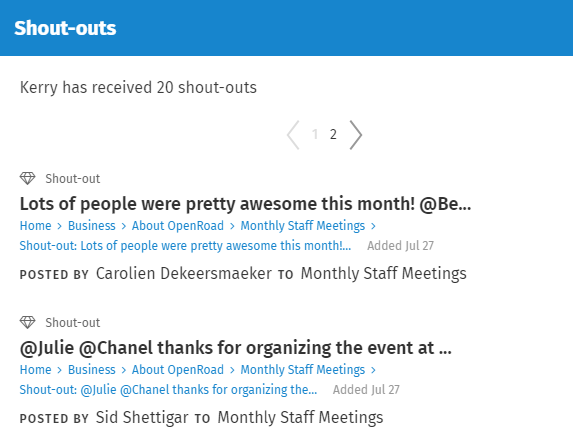 Shout-outs
Kerry has received 20 shout-outs
1 2
Shout-out
Lots of people were pretty awesome this month! @Be...
Home > Business > About OpenRoad > Monthly Staff Meetings >
Shout-out: Lots of people were pretty awesome this month!... Added Jul 27
POSTED BY Carolien Dekeersmaeker TO Monthly Staff Meetings
Shout-out
@Julie @Chanel thanks for organizing the event at ...
Home > Business > About OpenRoad > Monthly Staff Meetings >
Shout-out: @Julie @Chanel thanks for organizing the... Added Jul 27
POSTED BY Sid Shettigar TO Monthly Staff Meetings